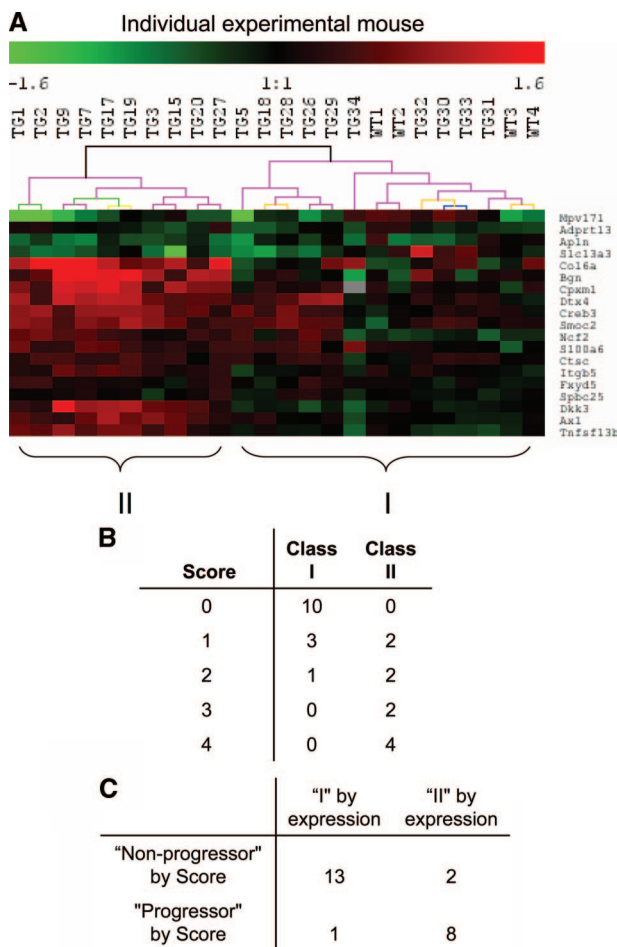 A
Individual experimental mouse
-1.6 1:1 1.6
TG1 TG2 TG9 TG7 TG17 TG19 TG3 TG15 TG20 TG27 TG5 TG18 TG28 TG26 TG29 TG34 WT1 WT2 TG32 TG30 TG33 TG31 WT3 WT4
Mpv171
Adprt13
Apln
Slc13a3
Co16a
Bgn
Cpxm1
Dtx4
Creb3
Smoc2
Ncf2
S100a6
Ctsc
Itgb5
Fxyd5
Spbc25
Dkk3
Ax1
Tnfsf13b
II I
B
Score Class I Class II
0 10 0
1 3 2
2 1 2
3 0 2
4 0 4
C
"I" by expression "II" by expression
"Non-progressor" by Score 13 2
"Progressor" by Score 1 8